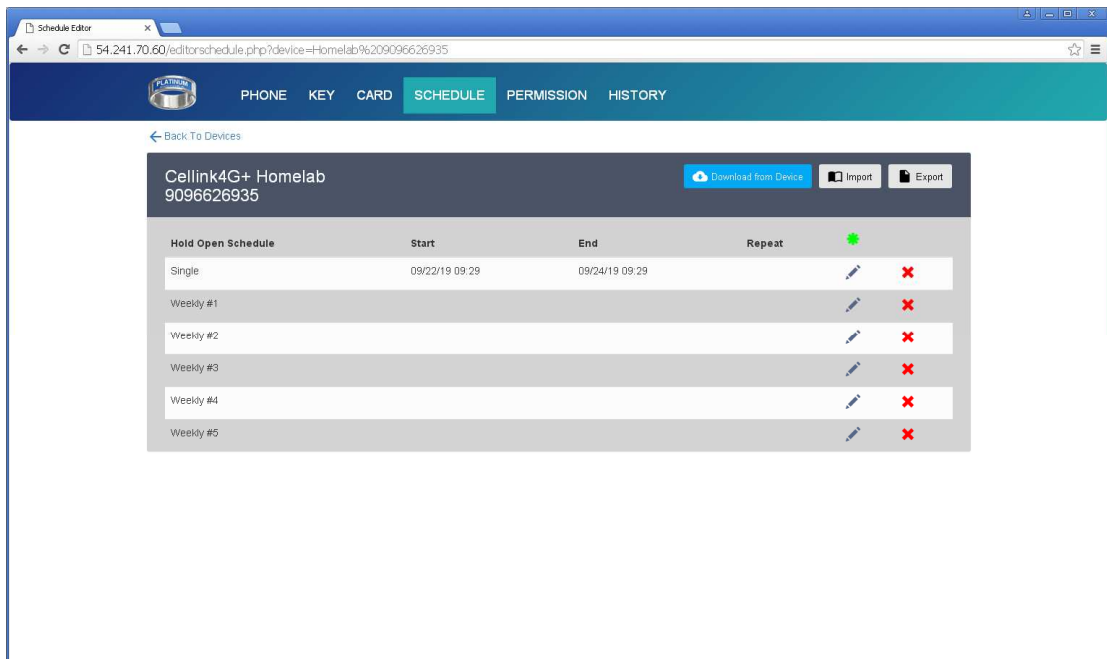 Schedule Editor
54.241.70.60/editorschedule.php?device=Homelab%209096626935
PLATINUM
PHONE KEY CARD SCHEDULE PERMISSION HISTORY
Back To Devices
Cellink4G+ Homelab
9096626935
Download from Device Import Export
Hold Open Schedule Start End Repeat
Single 09/22/19 09:29 09/24/19 09:29
Weekly #1
Weekly #2
Weekly #3
Weekly #4
Weekly #5